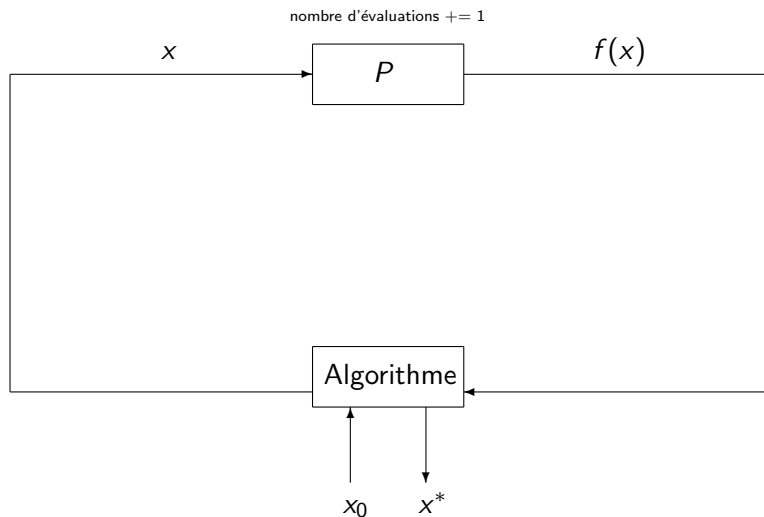 nombre d'évaluations += 1
x
P
f(x)
Algorithme
x₀
x*